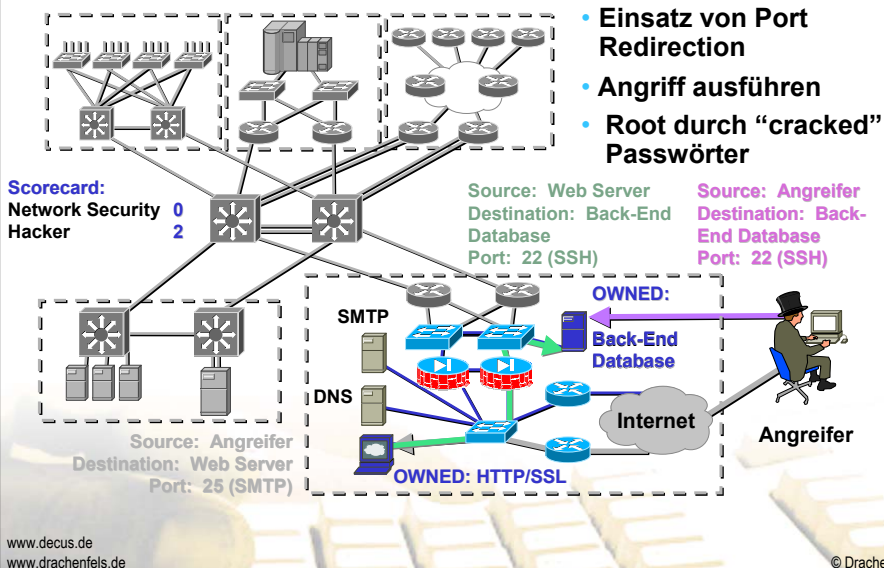 • Einsatz von Port
Redirection
• Angriff ausführen
• Root durch “cracked”
Passwörter
Scorecard:
Network Security 0
Hacker 2
Source: Web Server
Destination: Back-End
Database
Port: 22 (SSH)
Source: Angreifer
Destination: Back-
End Database
Port: 22 (SSH)
OWNED:
SMTP
Back-End
Database
DNS
Internet
Angreifer
Source: Angreifer
Destination: Web Server
Port: 25 (SMTP)
OWNED: HTTP/SSL
www.decus.de
www.drachenfels.de
© Drache